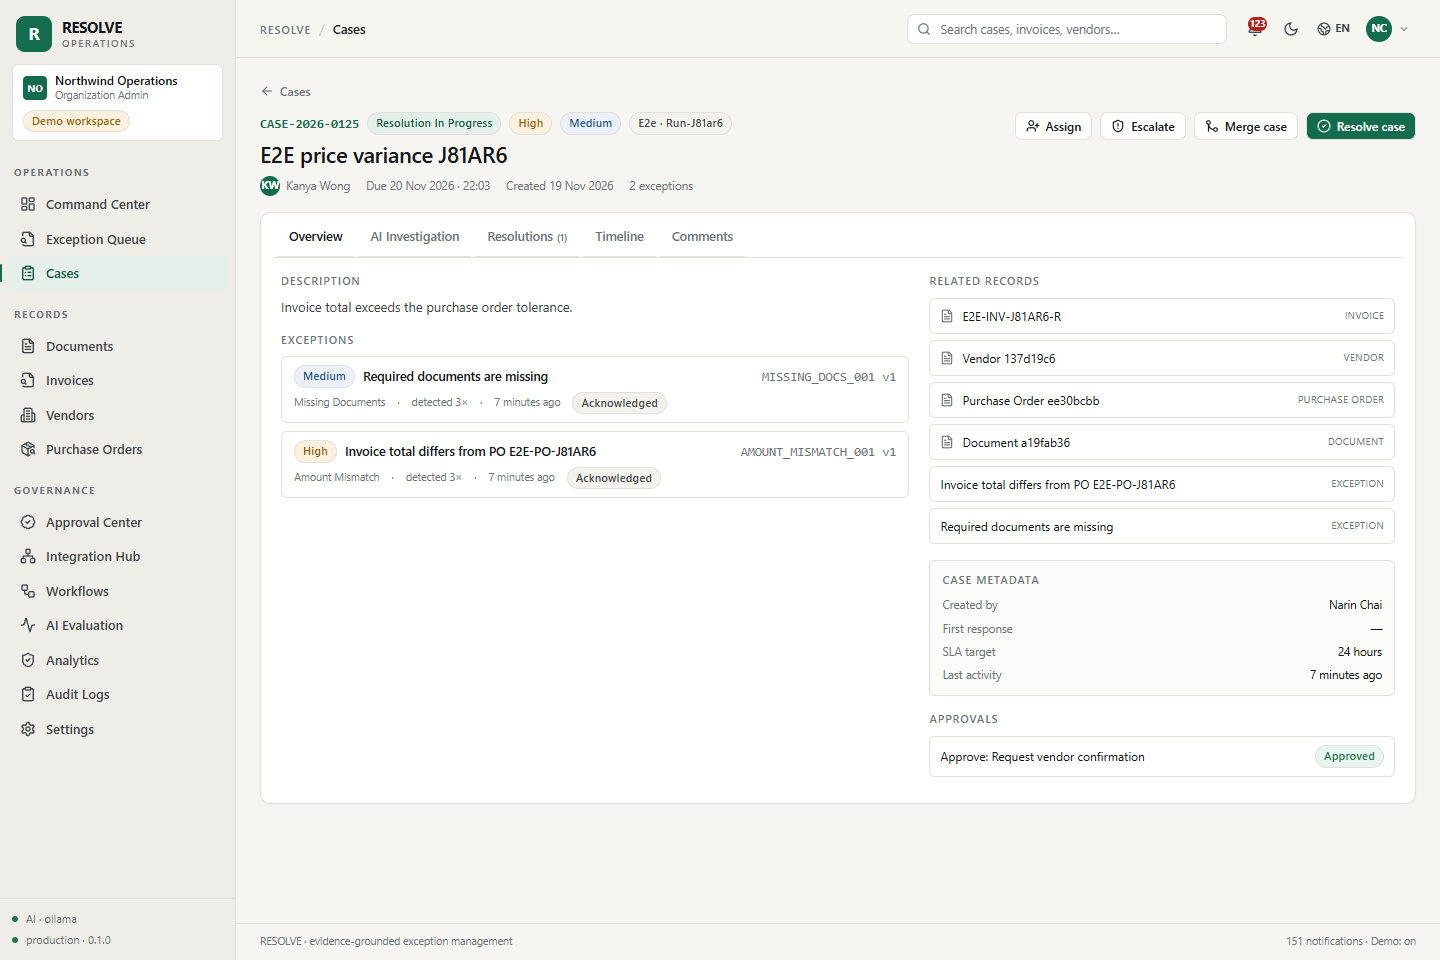 R
RESOLVE
OPERATIONS
NO
Northwind Operations
Organization Admin
Demo workspace
OPERATIONS
Command Center
Exception Queue
Cases
RECORDS
Documents
Invoices
Vendors
Purchase Orders
GOVERNANCE
Approval Center
Integration Hub
Workflows
AI Evaluation
Analytics
Audit Logs
Settings
AI · ollama
production · 0.1.0
RESOLVE / Cases
Search cases, invoices, vendors...
123
EN
NC
Cases
CASE-2026-0125 Resolution In Progress High Medium E2e · Run-J81ar6
Assign
Escalate
Merge case
Resolve case
E2E price variance J81AR6
KW Kanya Wong Due 20 Nov 2026 · 22:03 Created 19 Nov 2026 2 exceptions
Overview AI Investigation Resolutions (1) Timeline Comments
DESCRIPTION
Invoice total exceeds the purchase order tolerance.
EXCEPTIONS
Medium Required documents are missing MISSING_DOCS_001 v1
Missing Documents · detected 3× · 7 minutes ago Acknowledged
High Invoice total differs from PO E2E-PO-J81AR6 AMOUNT_MISMATCH_001 v1
Amount Mismatch · detected 3× · 7 minutes ago Acknowledged
RELATED RECORDS
E2E-INV-J81AR6-R INVOICE
Vendor 137d19c6 VENDOR
Purchase Order ee30bcbb PURCHASE ORDER
Document a19fab36 DOCUMENT
Invoice total differs from PO E2E-PO-J81AR6 EXCEPTION
Required documents are missing EXCEPTION
CASE METADATA
Created by Narin Chai
First response —
SLA target 24 hours
Last activity 7 minutes ago
APPROVALS
Approve: Request vendor confirmation Approved
RESOLVE · evidence-grounded exception management
151 notifications · Demo: on